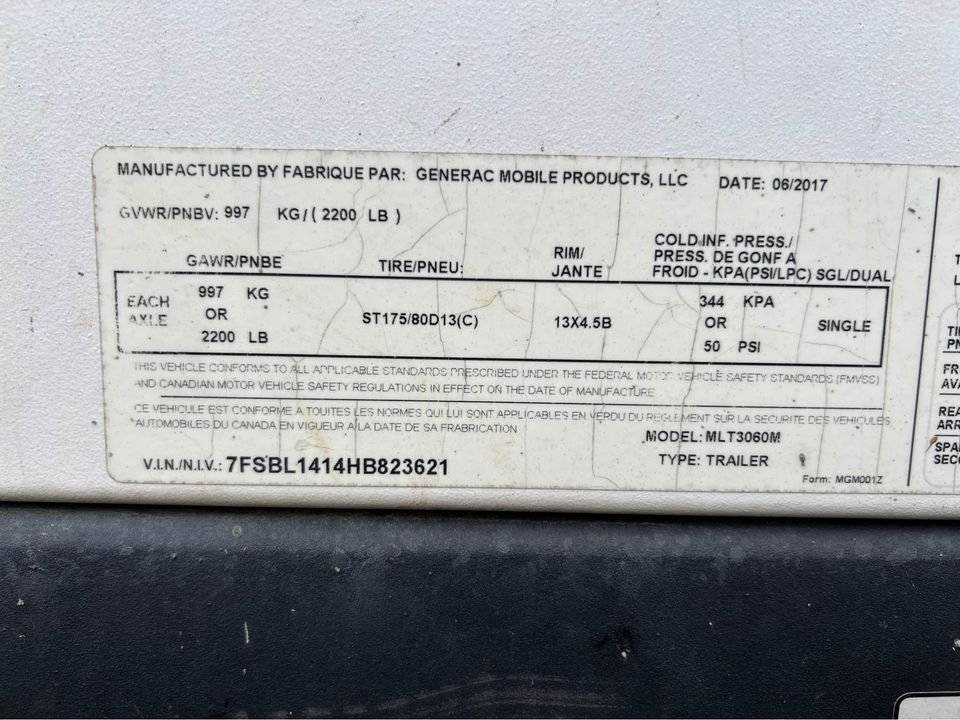 MANUFACTURED BY FABRIQUE PAR: GENERAC MOBILE PRODUCTS, LLC DATE: 06/2017
GVWR/PNBV: 997 KG / ( 2200 LB )
GAWR/PNBE TIRE/PNEU: RIM/ JANTE COLD INF. PRESS./ PRESS. DE GONF A FROID - KPA(PSI/LPC) SGL/DUAL
EACH AXLE 997 KG OR 2200 LB ST175/80D13(C) 13X4.5B 344 KPA OR 50 PSI SINGLE
THIS VEHICLE CONFORMS TO ALL APPLICABLE STANDARDS PRESCRIBED UNDER THE FEDERAL MOTOR VEHICLE SAFETY STANDARDS (FMVSS)
AND CANADIAN MOTOR VEHICLE SAFETY REGULATIONS IN EFFECT ON THE DATE OF MANUFACTURE
CE VEHICULE EST CONFORME A TOUITES LES NORMES QUI LUI SONT APPLICABLES EN VERDU DU REGLEMENT SUR LA SECURITE DES VEHICULES
AUTOMOBILES DU CANADA EN VIGUEUR A LA DATE DE SA FRABRICATION
MODEL: MLT3060M
V.I.N./N.I.V.: 7FSBL1414HB823621 TYPE: TRAILER
Form: MGM001Z